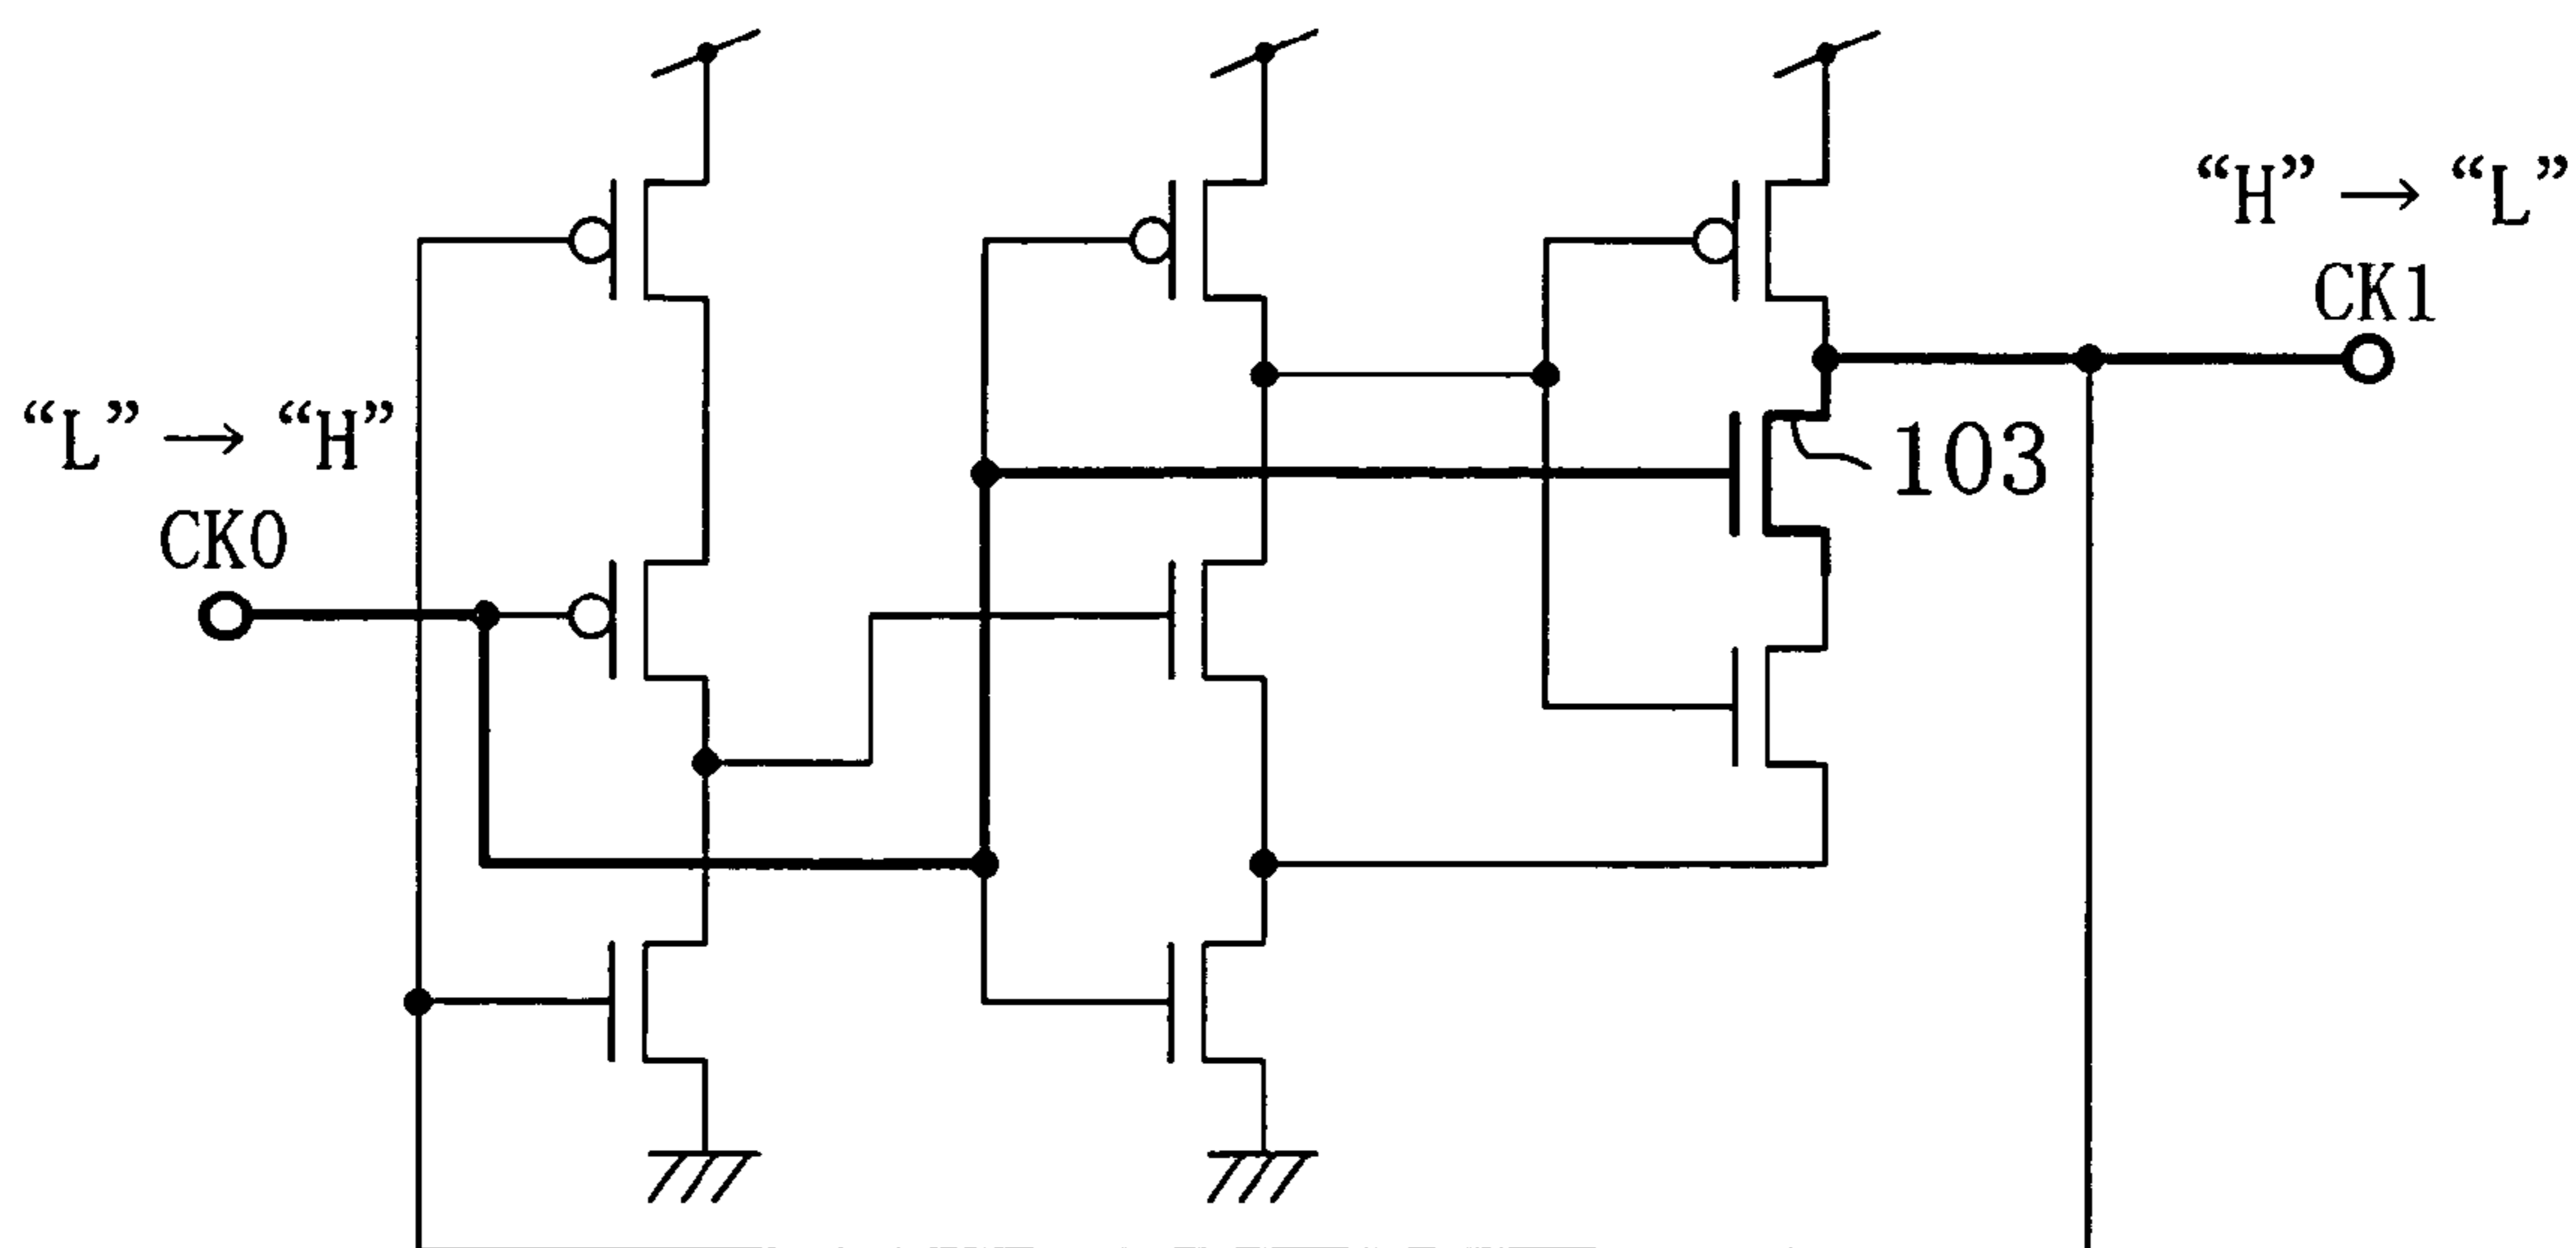 “H” → “L”
CK1
“L” → “H”
103
CK0